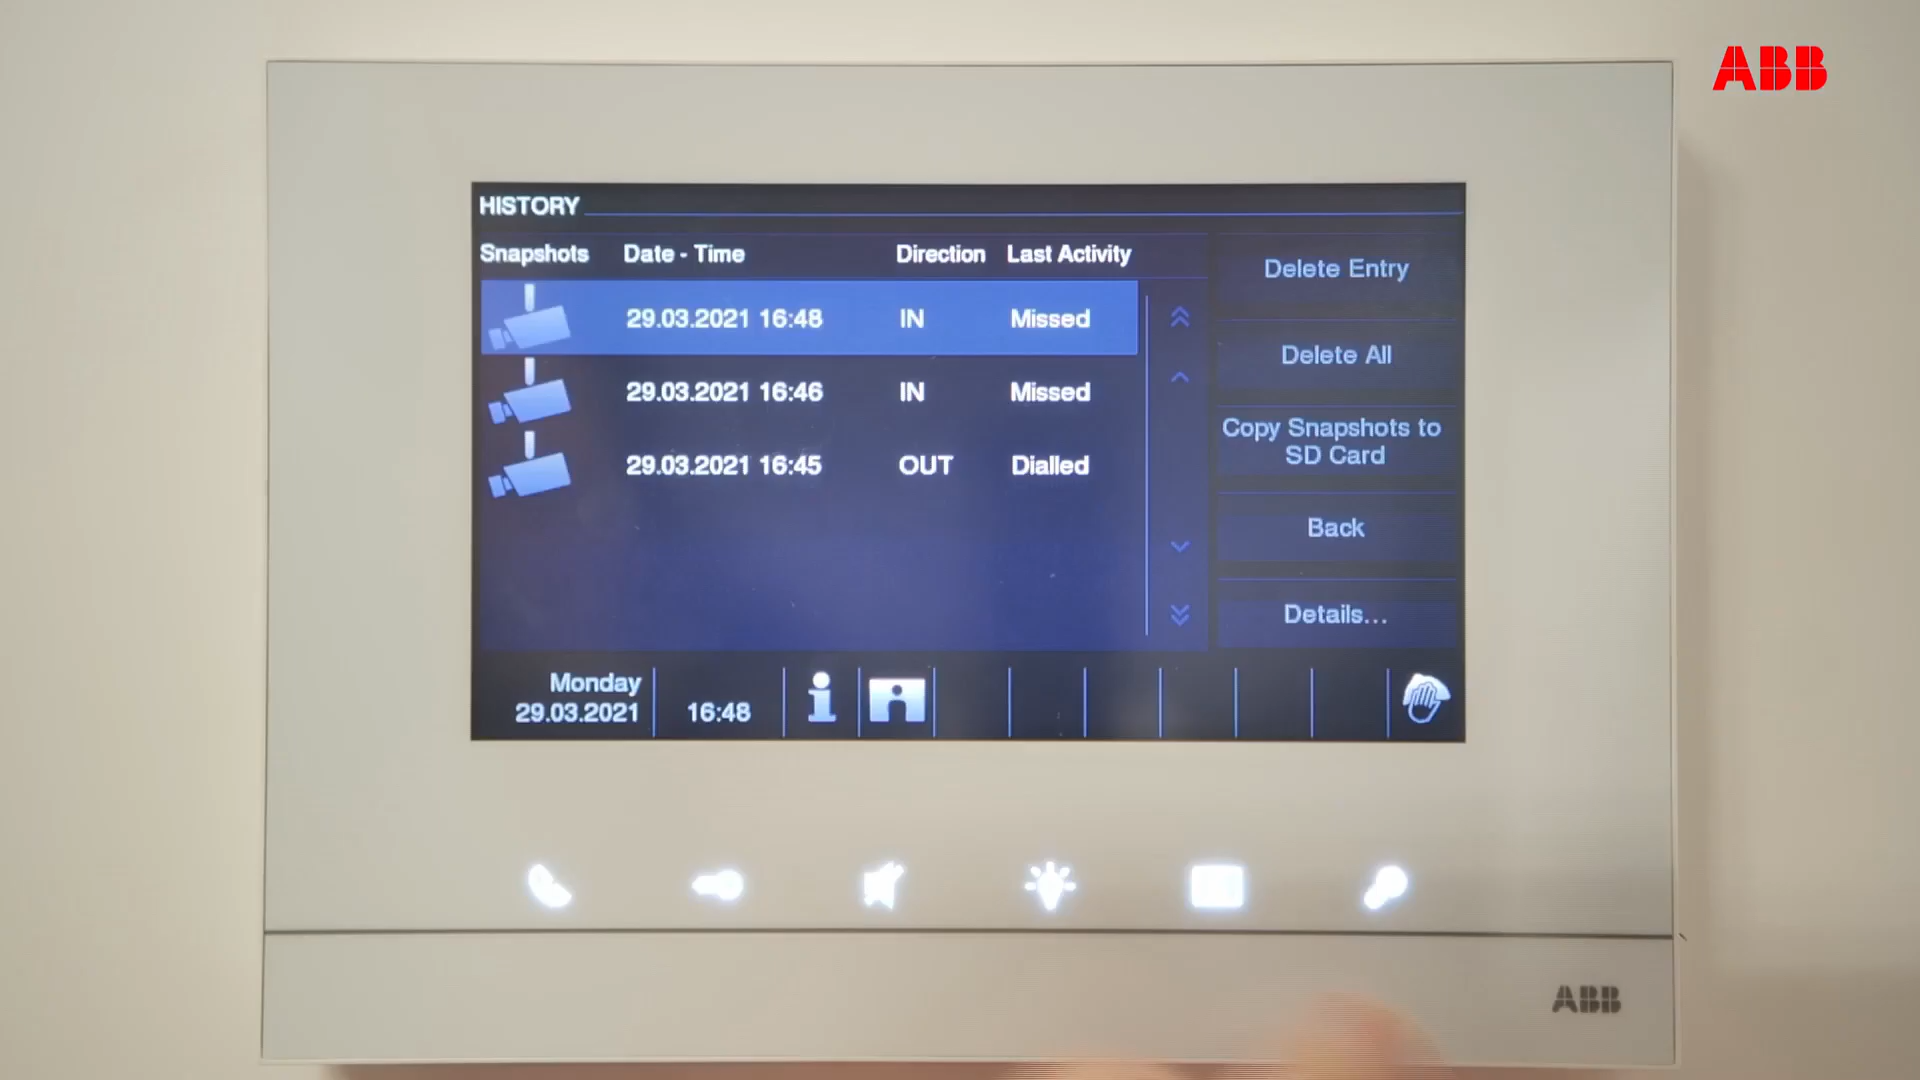 ABB
HISTORY
Snapshots Date - Time Direction Last Activity
29.03.2021 16:48 IN Missed
29.03.2021 16:46 IN Missed
29.03.2021 16:45 OUT Dialled
Delete Entry
Delete All
Copy Snapshots to
SD Card
Back
Details...
Monday
29.03.2021
16:48
ABB